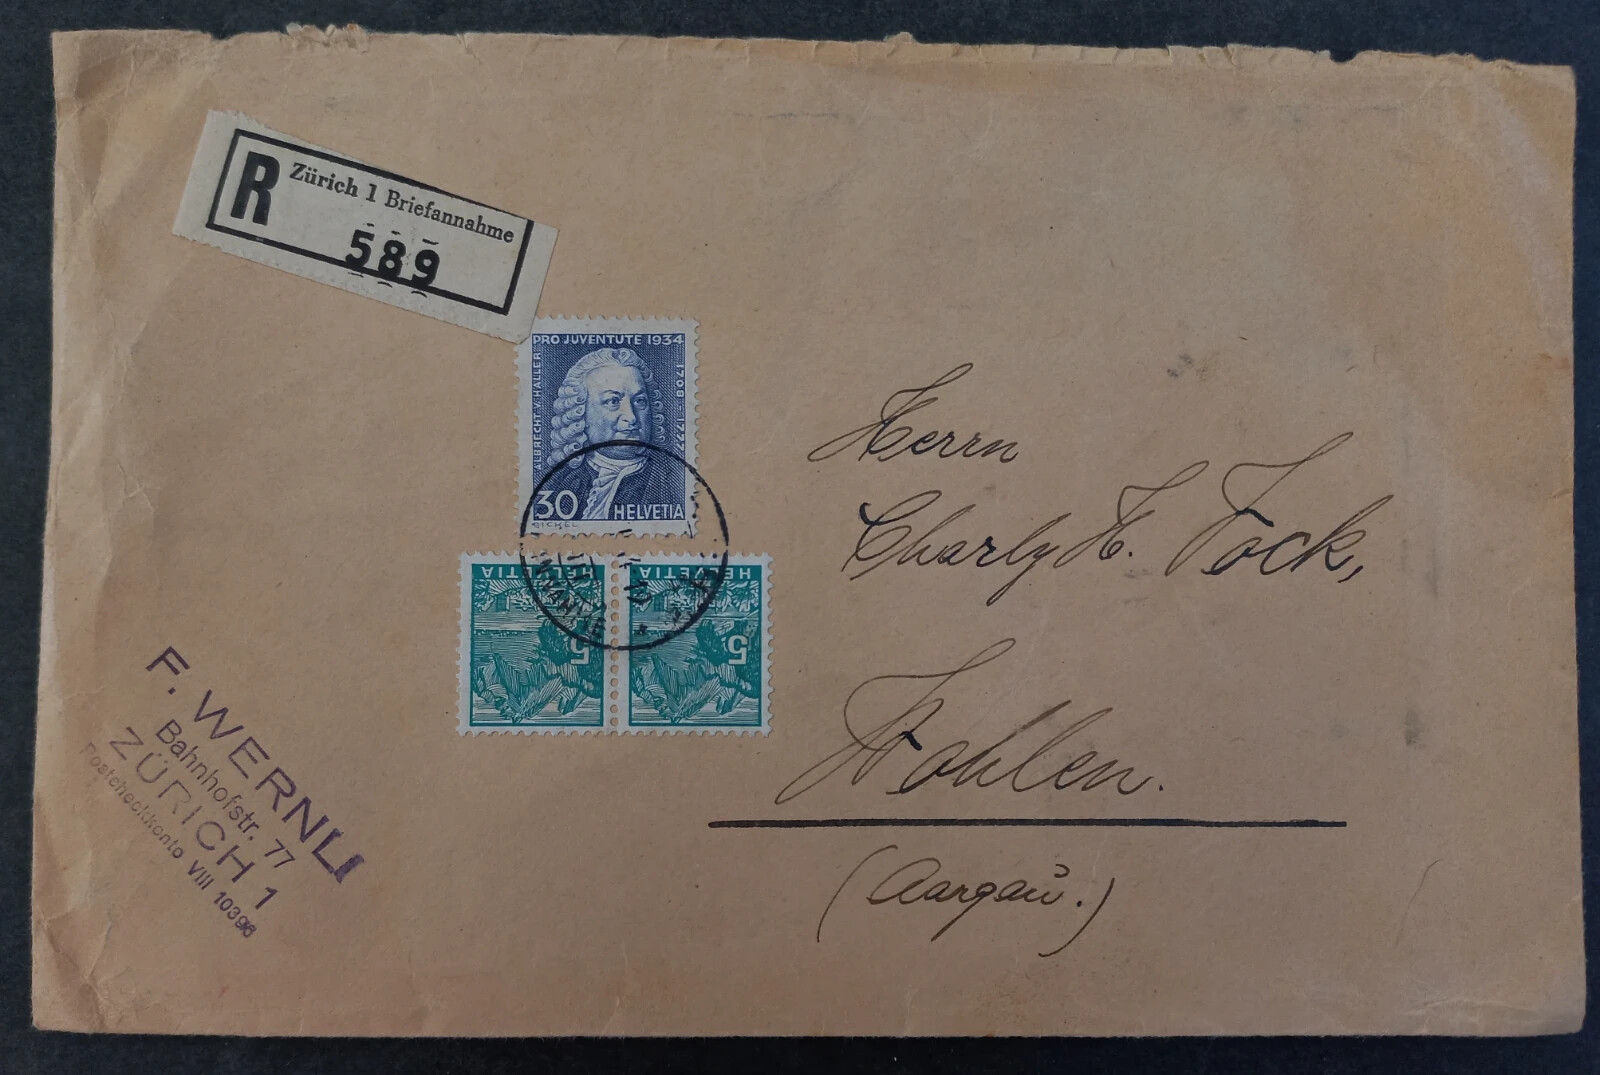 R Zürich 1 Briefannahme
589
PRO JUVENTUTE 1934
ALBRECHT V. HALLER
1708-1777
30 HELVETIA
HELVETIA
5
HELVETIA
5
Herrn
Charly H. Jock,
Wohlen.
(Aargau.)
F. WERNLI
Bahnhofstr. 77
ZÜRICH 1
Postcheckkonto VIII 10396